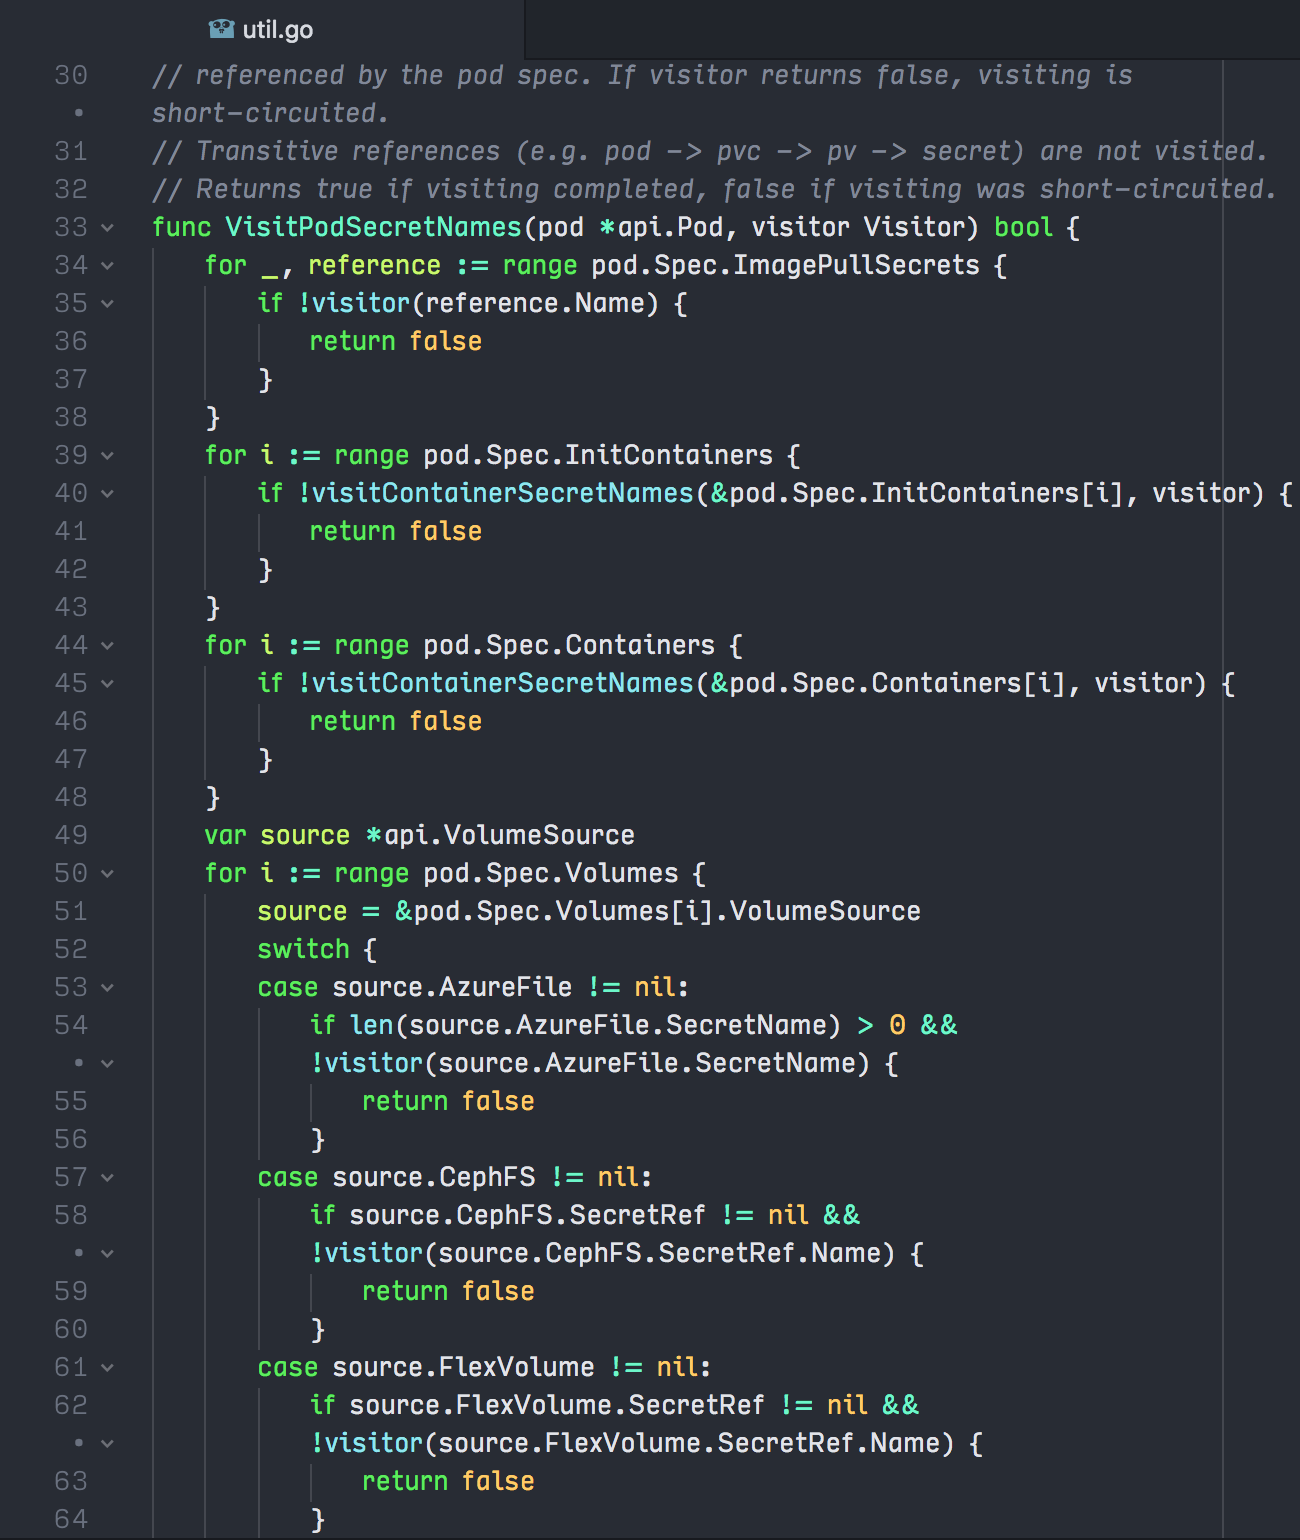 util.go
30 // referenced by the pod spec. If visitor returns false, visiting is
• short-circuited.
31 // Transitive references (e.g. pod -> pvc -> pv -> secret) are not visited.
32 // Returns true if visiting completed, false if visiting was short-circuited.
33 func VisitPodSecretNames(pod *api.Pod, visitor Visitor) bool {
34 for _, reference := range pod.Spec.ImagePullSecrets {
35 if !visitor(reference.Name) {
36 return false
37 }
38 }
39 for i := range pod.Spec.InitContainers {
40 if !visitContainerSecretNames(&pod.Spec.InitContainers[i], visitor) {
41 return false
42 }
43 }
44 for i := range pod.Spec.Containers {
45 if !visitContainerSecretNames(&pod.Spec.Containers[i], visitor) {
46 return false
47 }
48 }
49 var source *api.VolumeSource
50 for i := range pod.Spec.Volumes {
51 source = &pod.Spec.Volumes[i].VolumeSource
52 switch {
53 case source.AzureFile != nil:
54 if len(source.AzureFile.SecretName) > 0 &&
• !visitor(source.AzureFile.SecretName) {
55 return false
56 }
57 case source.CephFS != nil:
58 if source.CephFS.SecretRef != nil &&
• !visitor(source.CephFS.SecretRef.Name) {
59 return false
60 }
61 case source.FlexVolume != nil:
62 if source.FlexVolume.SecretRef != nil &&
• !visitor(source.FlexVolume.SecretRef.Name) {
63 return false
64 }